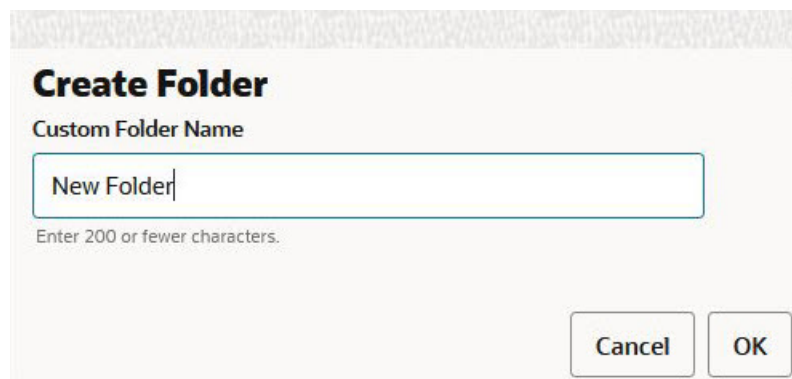 Create Folder
Custom Folder Name
New Folder
Enter 200 or fewer characters.
Cancel OK